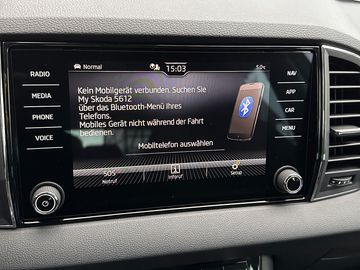 Normal
15:03
5.0°C
RADIO
MEDIA
PHONE
VOICE
NAV
APP
CAR
MENU
Kein Mobilgerät verbunden. Suchen Sie
My Skoda 5612
über das Bluetooth-Menü Ihres
Telefons.
Mobiles Gerät nicht während der Fahrt
bedienen.
Mobiltelefon auswählen
SOS
Notruf
Inforuf
Setup